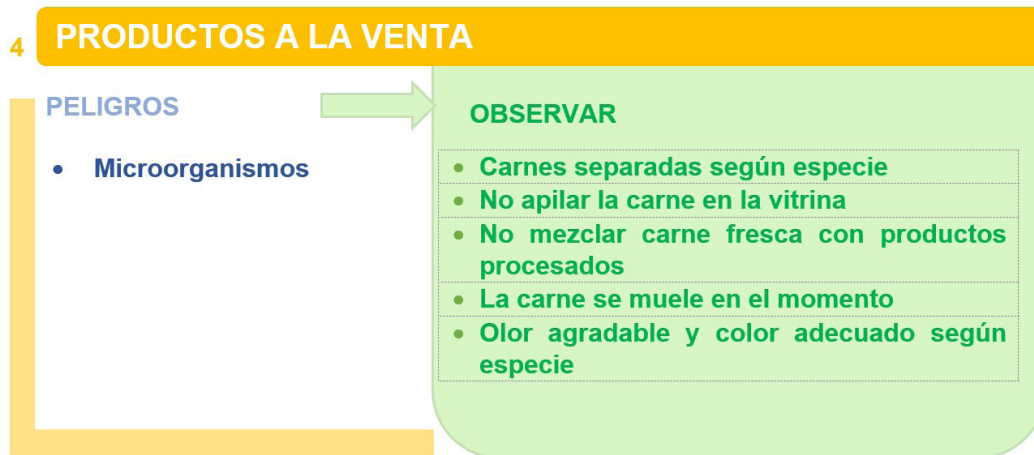 4
PRODUCTOS A LA VENTA
PELIGROS
• Microorganismos
OBSERVAR
• Carnes separadas según especie
• No apilar la carne en la vitrina
• No mezclar carne fresca con productos
procesados
• La carne se muele en el momento
• Olor agradable y color adecuado según
especie